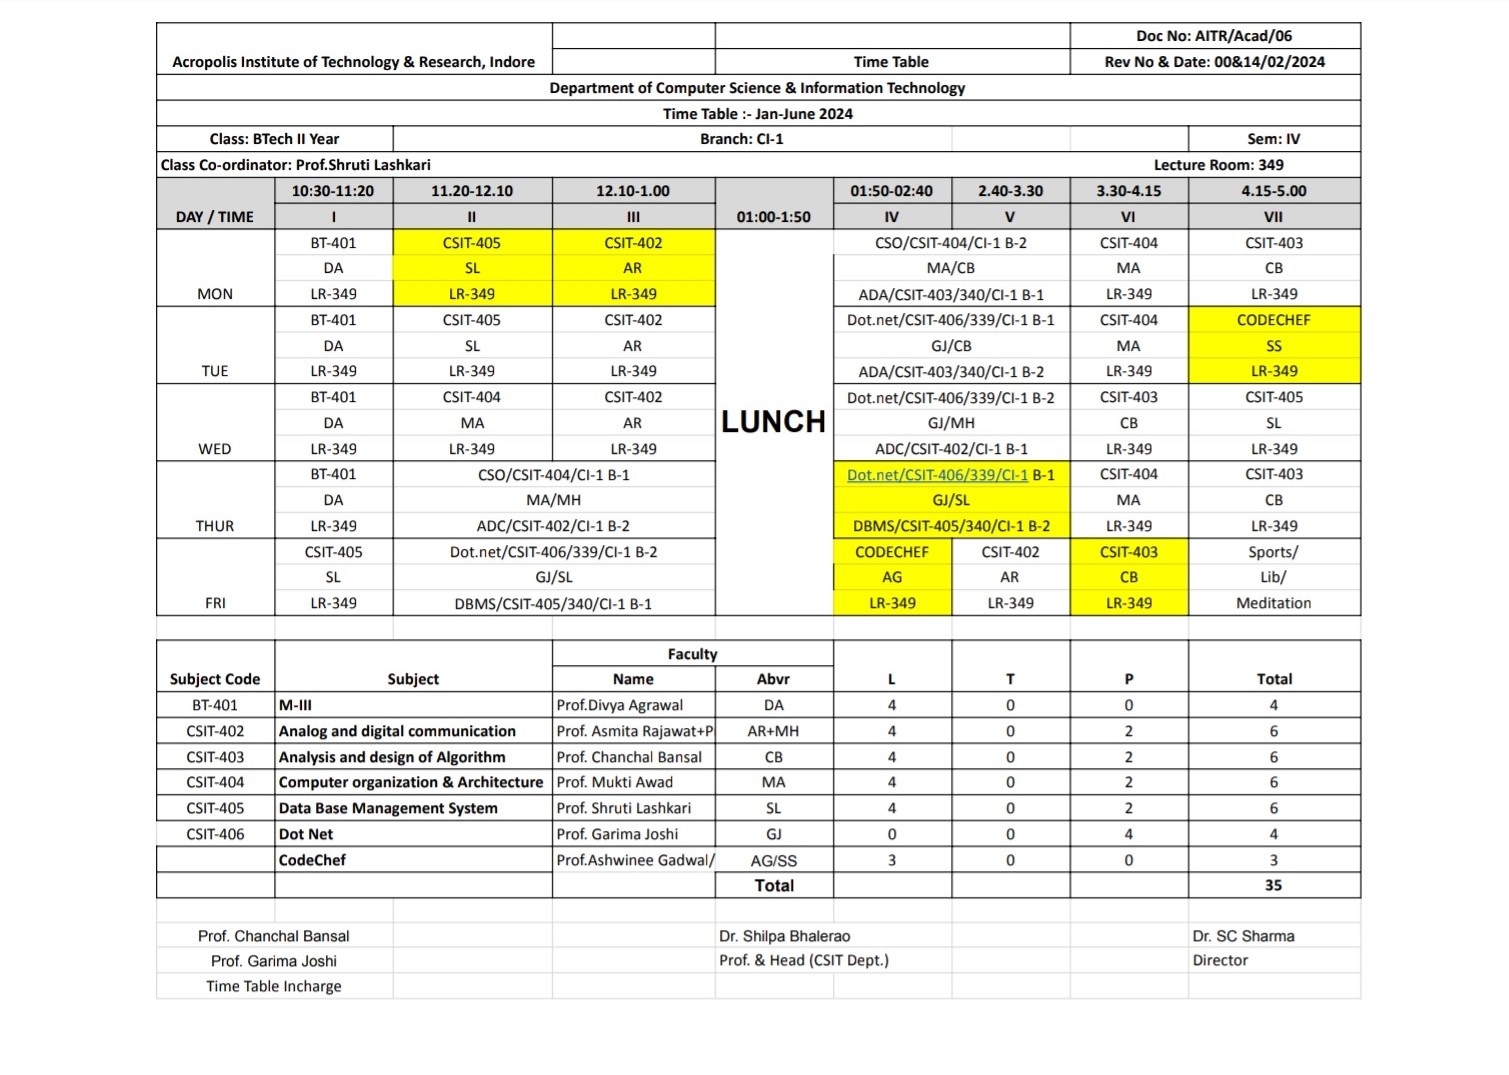 Doc No: AITR/Acad/06
Acropolis Institute of Technology & Research, Indore Time Table Rev No & Date: 00&14/02/2024
Department of Computer Science & Information Technology
Time Table :- Jan-June 2024
Class: BTech II Year Branch: CI-1 Sem: IV
Class Co-ordinator: Prof.Shruti Lashkari Lecture Room: 349
10:30-11:20 11.20-12.10 12.10-1.00 01:50-02:40 2.40-3.30 3.30-4.15 4.15-5.00
DAY / TIME I II III 01:00-1:50 IV V VI VII
BT-401 CSIT-405 CSIT-402 CSO/CSIT-404/CI-1 B-2 CSIT-404 CSIT-403
DA SL AR MA/CB MA CB
MON LR-349 LR-349 LR-349 ADA/CSIT-403/340/CI-1 B-1 LR-349 LR-349
BT-401 CSIT-405 CSIT-402 Dot.net/CSIT-406/339/CI-1 B-1 CSIT-404 CODECHEF
DA SL AR GJ/CB MA SS
TUE LR-349 LR-349 LR-349 ADA/CSIT-403/340/CI-1 B-2 LR-349 LR-349
BT-401 CSIT-404 CSIT-402 Dot.net/CSIT-406/339/CI-1 B-2 CSIT-403 CSIT-405
DA MA AR LUNCH GJ/MH CB SL
WED LR-349 LR-349 LR-349 ADC/CSIT-402/CI-1 B-1 LR-349 LR-349
BT-401 CSO/CSIT-404/CI-1 B-1 Dot.net/CSIT-406/339/CI-1 B-1 CSIT-404 CSIT-403
DA MA/MH GJ/SL MA CB
THUR LR-349 ADC/CSIT-402/CI-1 B-2 DBMS/CSIT-405/340/CI-1 B-2 LR-349 LR-349
CSIT-405 Dot.net/CSIT-406/339/CI-1 B-2 CODECHEF CSIT-402 CSIT-403 Sports/
SL GJ/SL AG AR CB Lib/
FRI LR-349 DBMS/CSIT-405/340/CI-1 B-1 LR-349 LR-349 LR-349 Meditation
Faculty
Subject Code Subject Name Abvr L T P Total
BT-401 M-III Prof.Divya Agrawal DA 4 0 0 4
CSIT-402 Analog and digital communication Prof. Asmita Rajawat+P AR+MH 4 0 2 6
CSIT-403 Analysis and design of Algorithm Prof. Chanchal Bansal CB 4 0 2 6
CSIT-404 Computer organization & Architecture Prof. Mukti Awad MA 4 0 2 6
CSIT-405 Data Base Management System Prof. Shruti Lashkari SL 4 0 2 6
CSIT-406 Dot Net Prof. Garima Joshi GJ 0 0 4 4
CodeChef Prof.Ashwinee Gadwal/ AG/SS 3 0 0 3
Total 35
Prof. Chanchal Bansal Dr. Shilpa Bhalerao Dr. SC Sharma
Prof. Garima Joshi Prof. & Head (CSIT Dept.) Director
Time Table Incharge